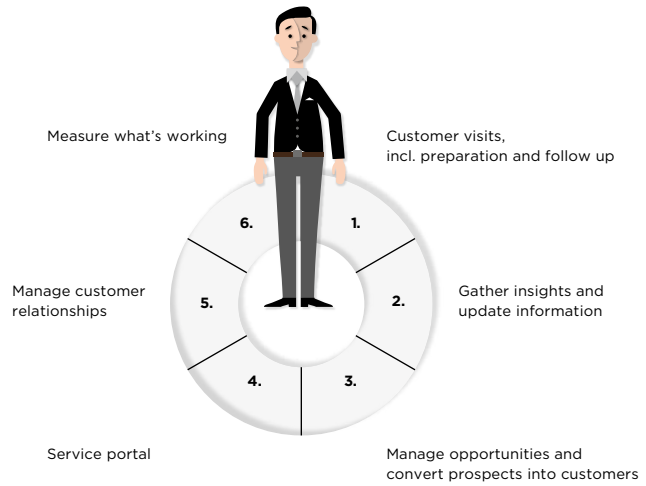 Measure what’s working
Customer visits,
incl. preparation and follow up
6.
1.
Manage customer
relationships
5.
2.
Gather insights and
update information
4.
3.
Service portal
Manage opportunities and
convert prospects into customers